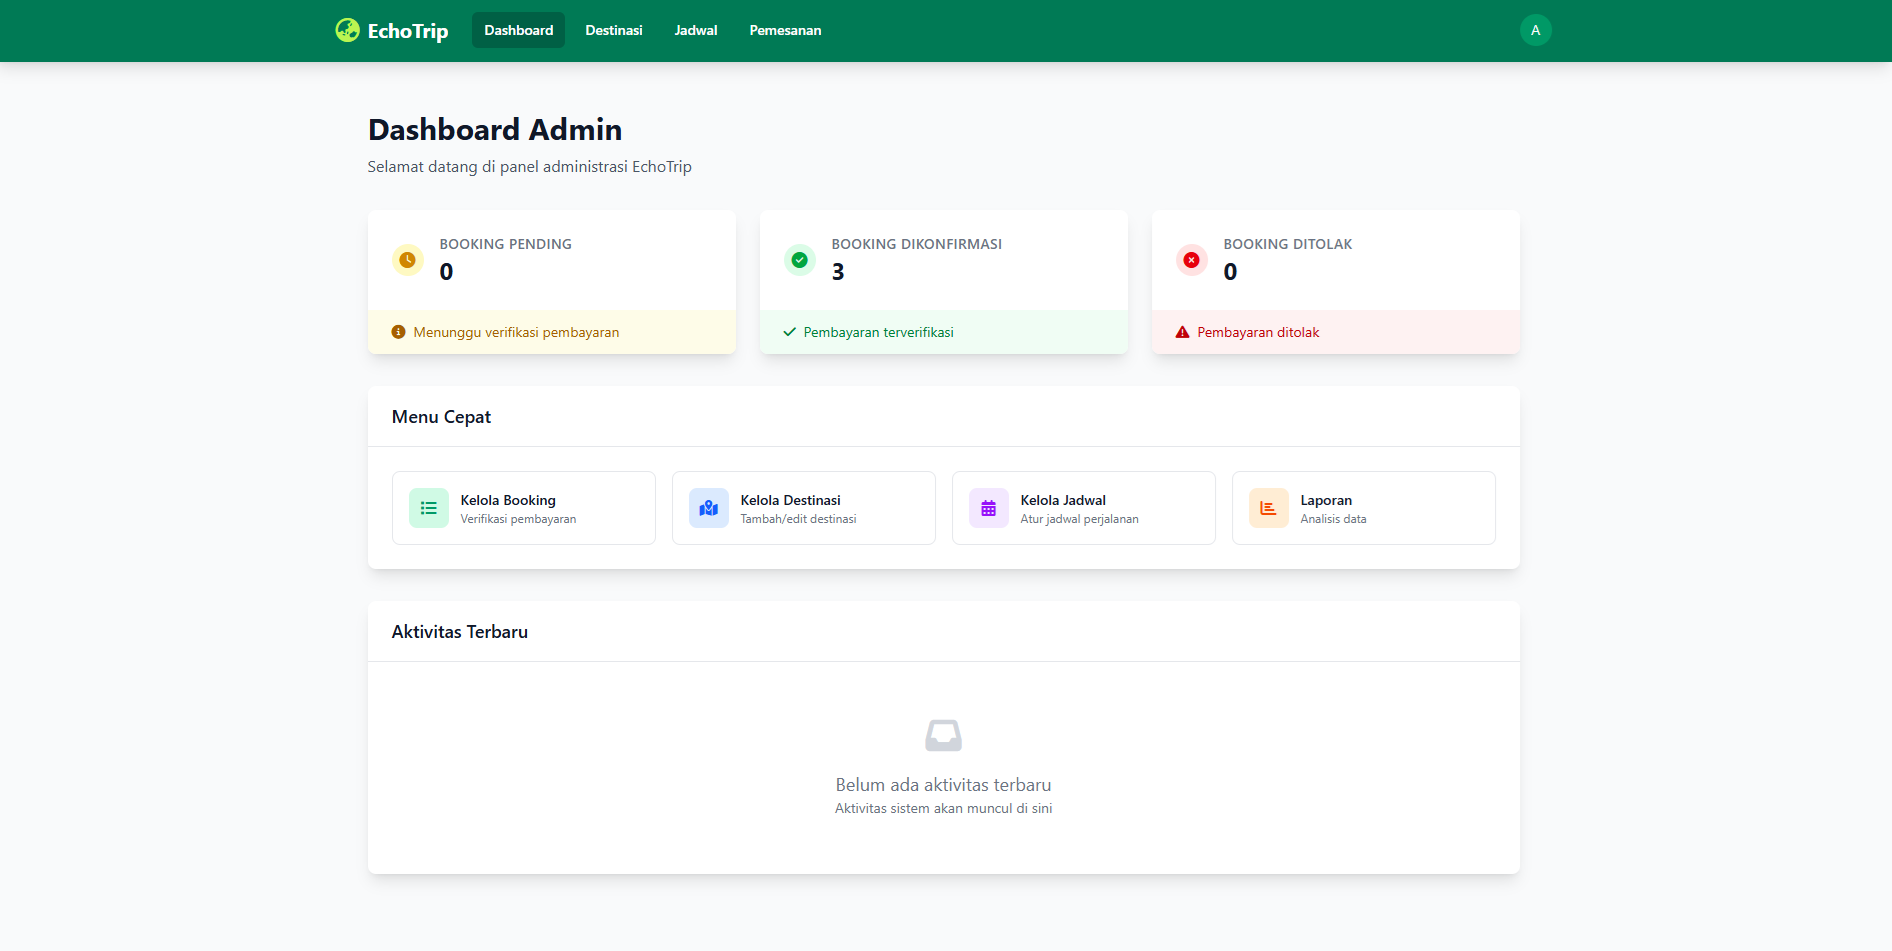 EchoTrip Dashboard Destinasi Jadwal Pemesanan A
Dashboard Admin
Selamat datang di panel administrasi EchoTrip
BOOKING PENDING
0
Menunggu verifikasi pembayaran
BOOKING DIKONFIRMASI
3
Pembayaran terverifikasi
BOOKING DITOLAK
0
Pembayaran ditolak
Menu Cepat
Kelola Booking
Verifikasi pembayaran
Kelola Destinasi
Tambah/edit destinasi
Kelola Jadwal
Atur jadwal perjalanan
Laporan
Analisis data
Aktivitas Terbaru
Belum ada aktivitas terbaru
Aktivitas sistem akan muncul di sini